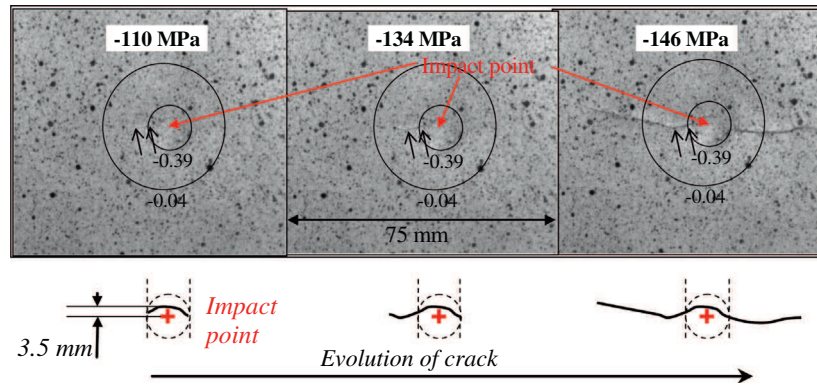 -110 MPa
-134 MPa
-146 MPa
Impact point
-0.39
-0.39
-0.39
-0.04
-0.04
-0.04
75 mm
Impact
point
3.5 mm
Evolution of crack